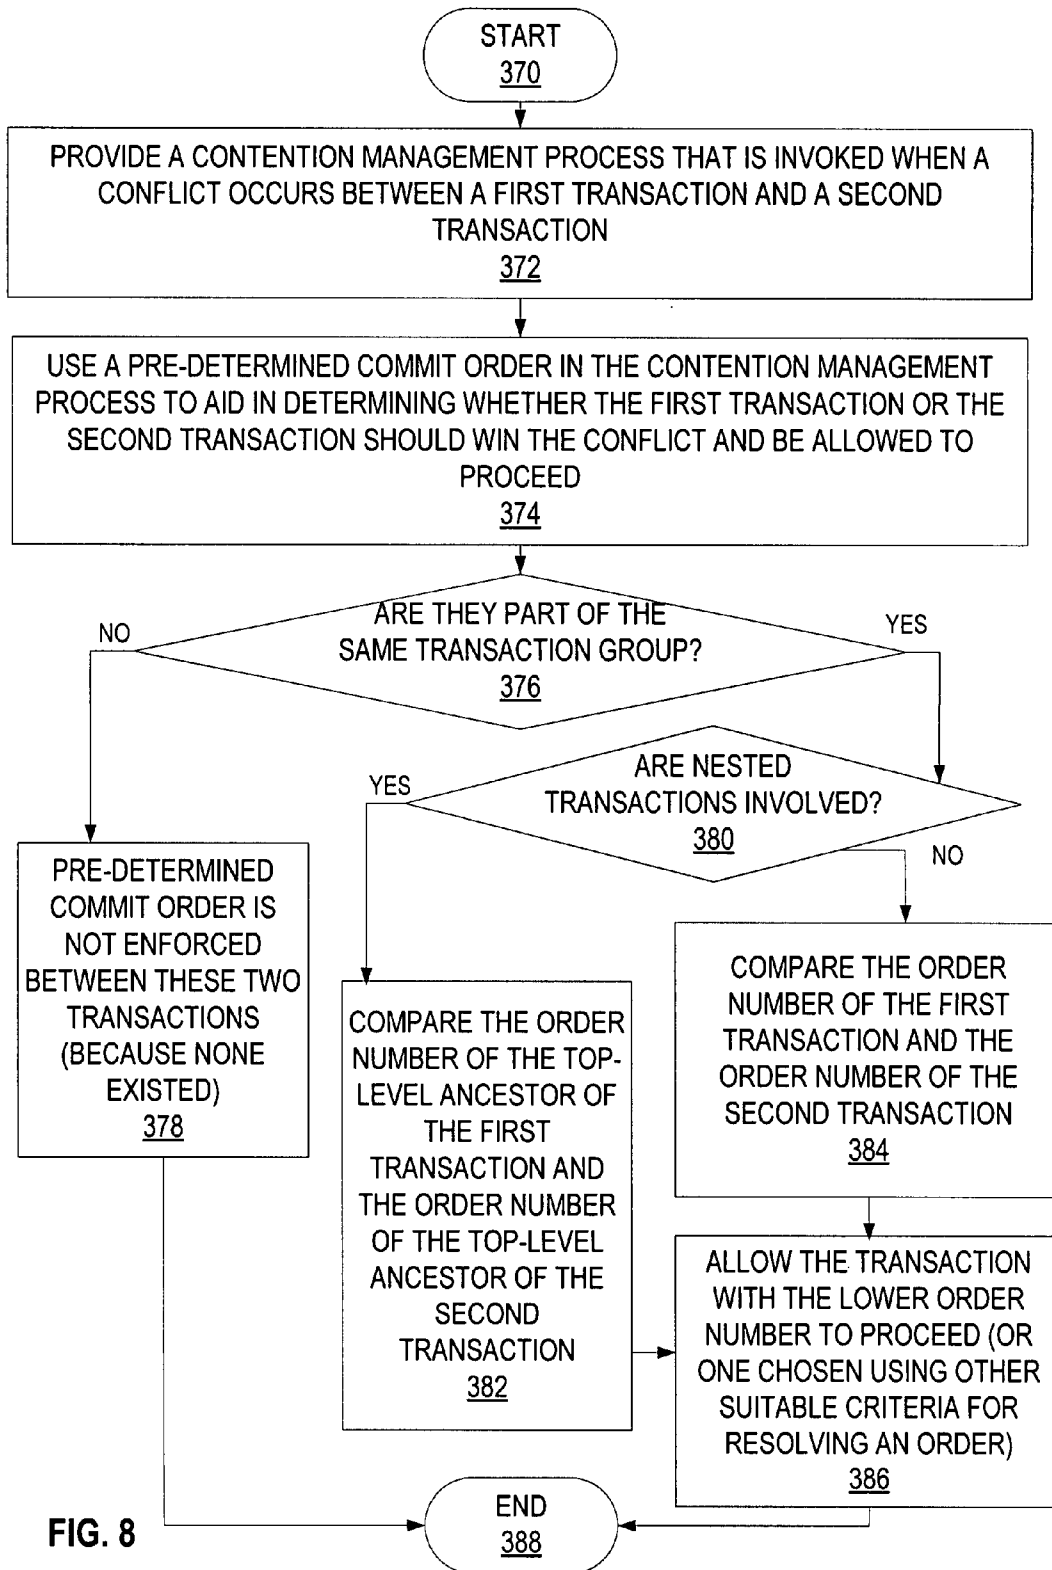 START
370
PROVIDE A CONTENTION MANAGEMENT PROCESS THAT IS INVOKED WHEN A
CONFLICT OCCURS BETWEEN A FIRST TRANSACTION AND A SECOND
TRANSACTION
372
USE A PRE-DETERMINED COMMIT ORDER IN THE CONTENTION MANAGEMENT
PROCESS TO AID IN DETERMINING WHETHER THE FIRST TRANSACTION OR THE
SECOND TRANSACTION SHOULD WIN THE CONFLICT AND BE ALLOWED TO
PROCEED
374
ARE THEY PART OF THE
SAME TRANSACTION GROUP?
376
NO
YES
ARE NESTED
TRANSACTIONS INVOLVED?
380
YES
NO
PRE-DETERMINED
COMMIT ORDER IS
NOT ENFORCED
BETWEEN THESE TWO
TRANSACTIONS
(BECAUSE NONE
EXISTED)
378
COMPARE THE ORDER
NUMBER OF THE TOP-
LEVEL ANCESTOR OF
THE FIRST
TRANSACTION AND
THE ORDER NUMBER
OF THE TOP-LEVEL
ANCESTOR OF THE
SECOND
TRANSACTION
382
COMPARE THE ORDER
NUMBER OF THE FIRST
TRANSACTION AND THE
ORDER NUMBER OF THE
SECOND TRANSACTION
384
ALLOW THE TRANSACTION
WITH THE LOWER ORDER
NUMBER TO PROCEED (OR
ONE CHOSEN USING OTHER
SUITABLE CRITERIA FOR
RESOLVING AN ORDER)
386
END
388
FIG. 8